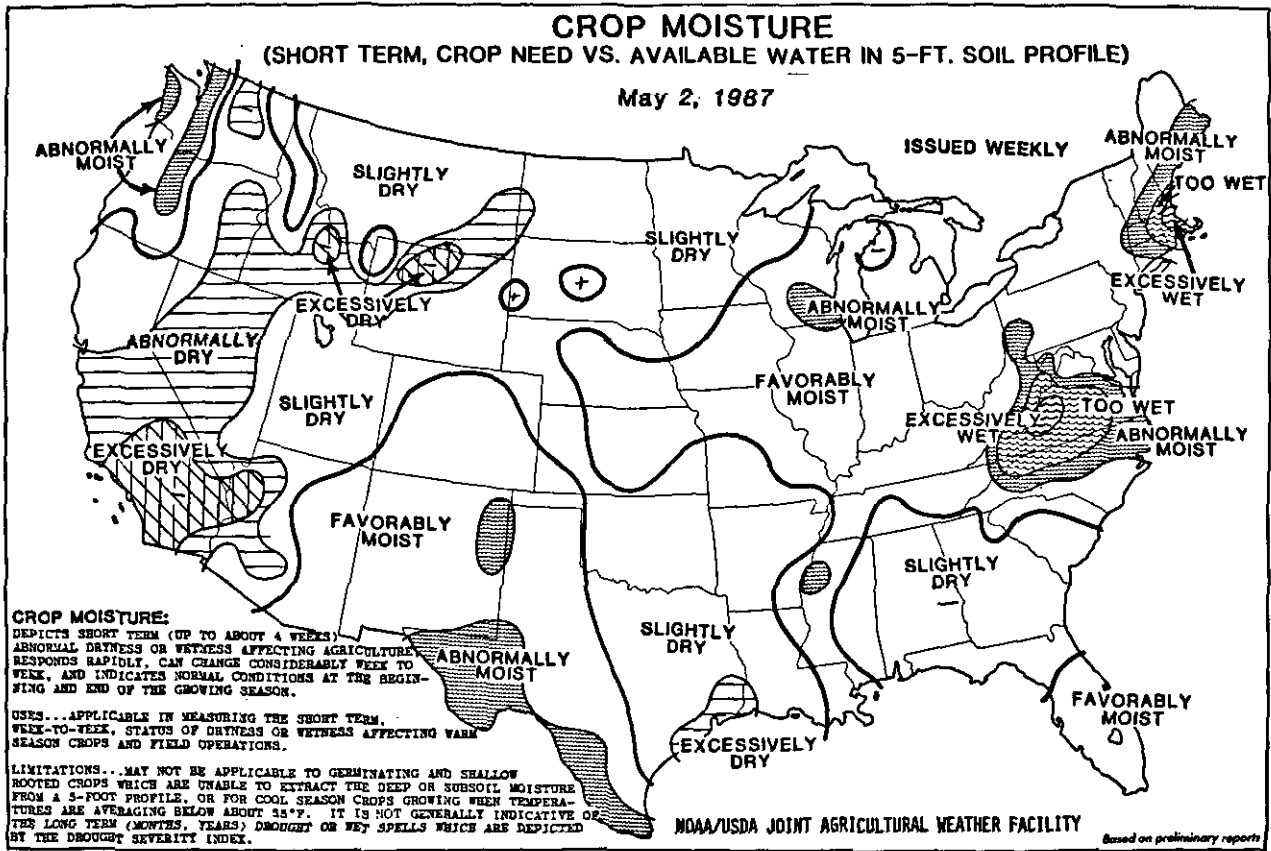 CROP MOISTURE
(SHORT TERM, CROP NEED VS. AVAILABLE WATER IN 5-FT. SOIL PROFILE)
May 2, 1987
ISSUED WEEKLY
ABNORMALLY
MOIST
SLIGHTLY
DRY
ABNORMALLY
MOIST
TOO WET
EXCESSIVELY
WET
SLIGHTLY
DRY
EXCESSIVELY
DRY
+
+
-
ABNORMALLY
MOIST
ABNORMALLY
DRY
SLIGHTLY
DRY
FAVORABLY
MOIST
TOO WET
EXCESSIVELY
WET
ABNORMALLY
MOIST
EXCESSIVELY
DRY
FAVORABLY
MOIST
SLIGHTLY
DRY
SLIGHTLY
DRY
ABNORMALLY
MOIST
FAVORABLY
MOIST
EXCESSIVELY
DRY
CROP MOISTURE:
DEPICTS SHORT TERM (UP TO ABOUT 4 WEEKS)
ABNORMAL DRYNESS OR WETNESS AFFECTING AGRICULTURE,
RESPONDS RAPIDLY, CAN CHANGE CONSIDERABLY WEEK TO
WEEK, AND INDICATES NORMAL CONDITIONS AT THE BEGIN-
NING AND END OF THE GROWING SEASON.
USES...APPLICABLE IN MEASURING THE SHORT TERM,
WEEK-TO-WEEK, STATUS OF DRYNESS OR WETNESS AFFECTING WARM
SEASON CROPS AND FIELD OPERATIONS.
LIMITATIONS...MAY NOT BE APPLICABLE TO GERMINATING AND SHALLOW
ROOTED CROPS WHICH ARE UNABLE TO EXTRACT THE DEEP OR SUBSOIL MOISTURE
FROM A 5-FOOT PROFILE, OR FOR COOL SEASON CROPS GROWING WHEN TEMPERA-
TURES ARE AVERAGING BELOW ABOUT 55°F. IT IS NOT GENERALLY INDICATIVE OF
THE LONG TERM (MONTHS, YEARS) DROUGHT OR WET SPELLS WHICH ARE DEPICTED
BY THE DROUGHT SEVERITY INDEX.
NOAA/USDA JOINT AGRICULTURAL WEATHER FACILITY
Based on preliminary reports